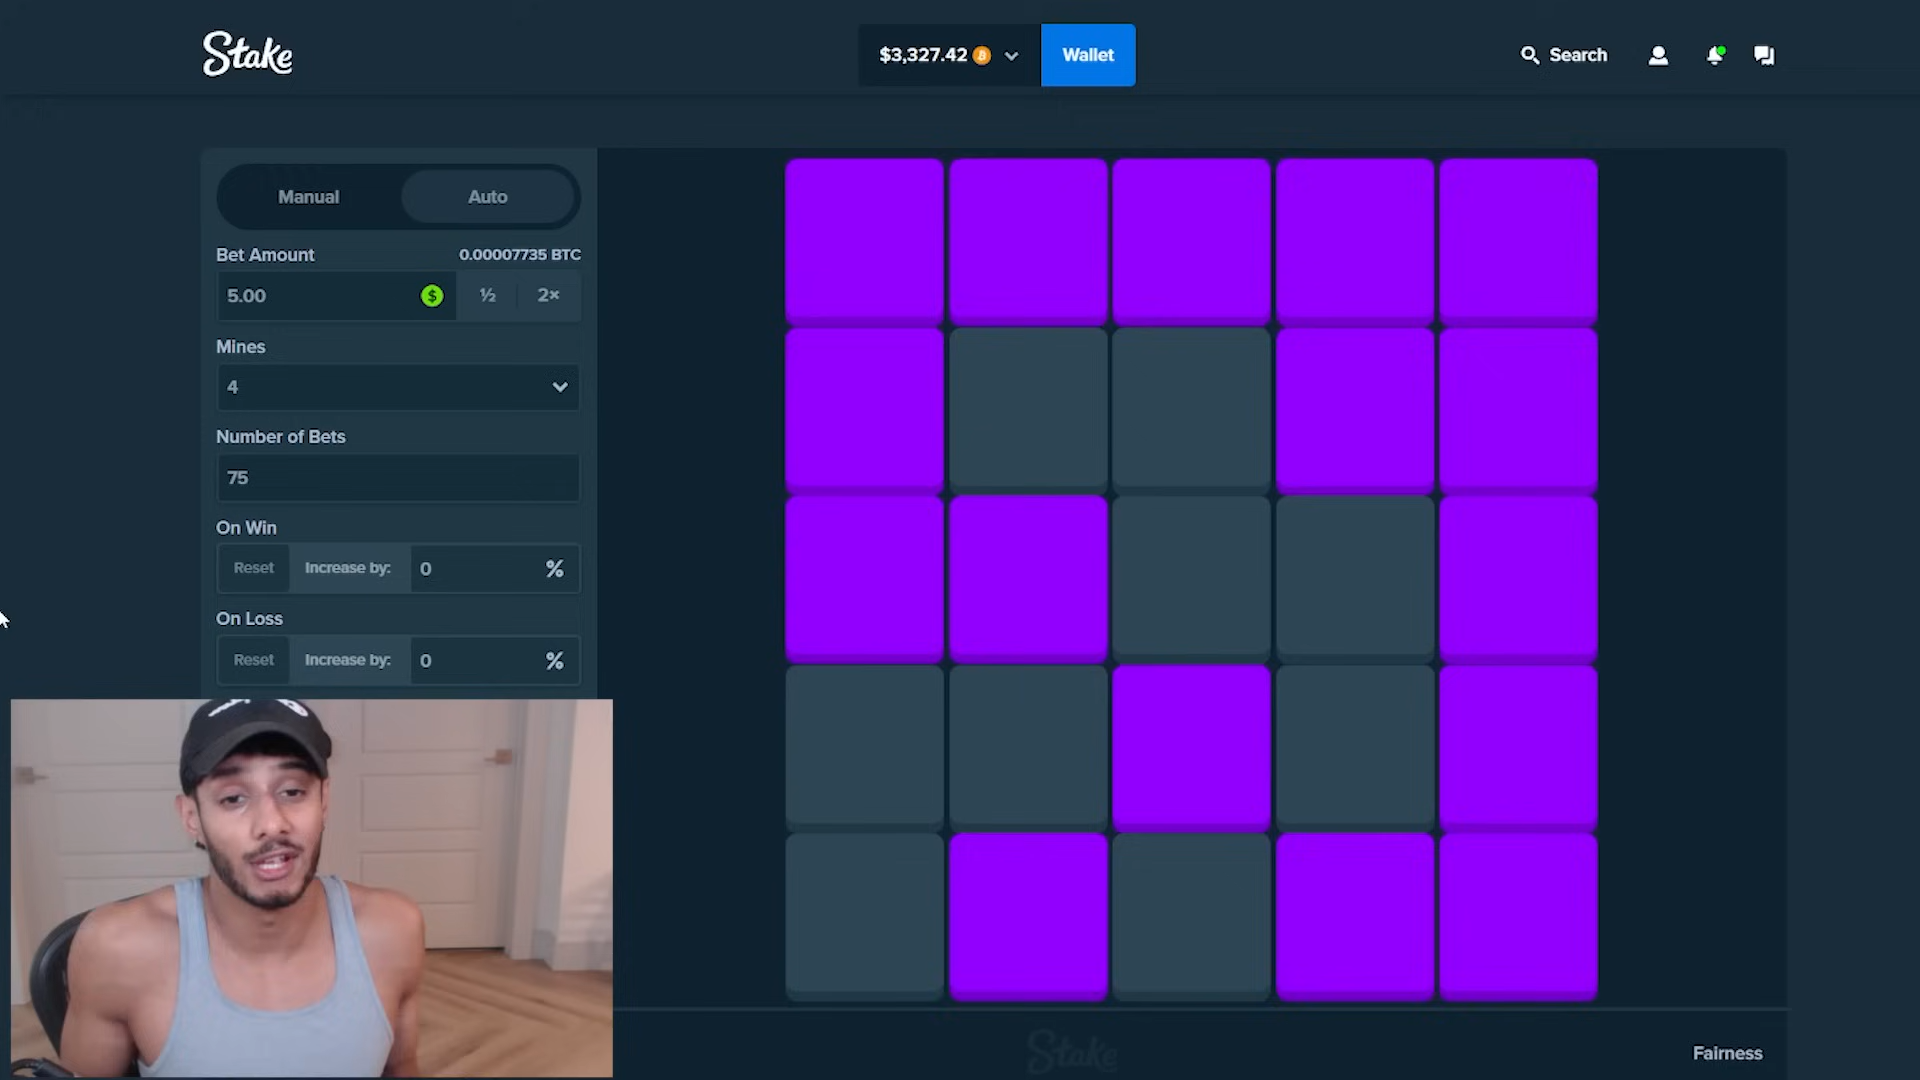 Stake
$3,327.42
Wallet
Search
Manual
Auto
Bet Amount
0.00007735 BTC
5.00
$
½
2×
Mines
4
Number of Bets
75
On Win
Reset
Increase by:
0
%
On Loss
Reset
Increase by:
0
%
Stake
Fairness